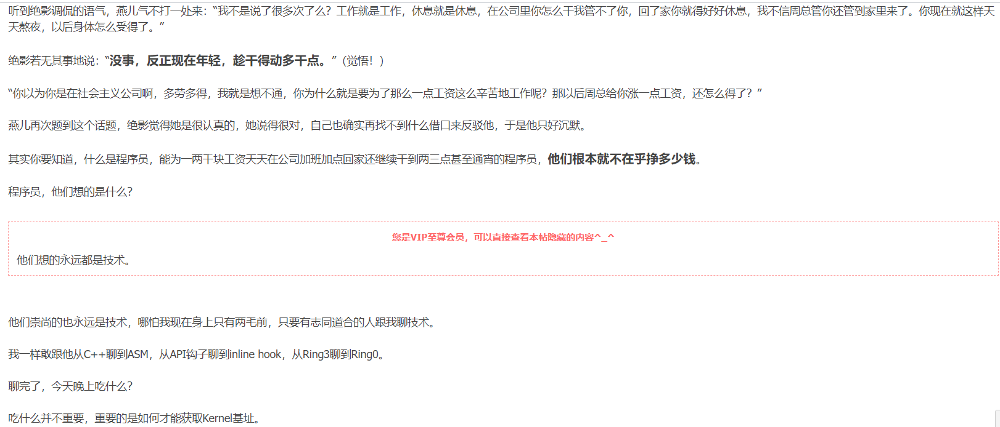 听到绝影调侃的语气，燕儿气不打一处来：“我不是说了很多次了么？工作就是工作，休息就是休息，在公司里你怎么干我管不了你，回了家你就得好好休息，我不信周总管你还管到家里来了。你现在就这样天
天熬夜，以后身体怎么受得了。”
绝影若无其事地说：“没事，反正现在年轻，趁干得动多干点。”（觉悟！）
“你以为你是在社会主义公司啊，多劳多得，我就是想不通，你为什么就是要为了那么一点工资这么辛苦地工作呢？那以后周总给你涨一点工资，还怎么得了？”
燕儿再次题到这个话题，绝影觉得她是很认真的，她说得很对，自己也确实再找不到什么借口来反驳他，于是他只好沉默。
其实你要知道，什么是程序员，能为一两千块工资天天在公司加班加点回家还继续干到两三点甚至通宵的程序员，他们根本就不在乎挣多少钱。
程序员，他们想的是什么？
您是VIP至尊会员，可以直接查看本帖隐藏的内容^_^
他们想的永远都是技术。
他们崇尚的也永远是技术，哪怕我现在身上只有两毛前，只要有志同道合的人跟我聊技术。
我一样敢跟他从C++聊到ASM，从API钩子聊到inline hook，从Ring3聊到Ring0。
聊完了，今天晚上吃什么？
吃什么并不重要，重要的是如何才能获取Kernel基址。